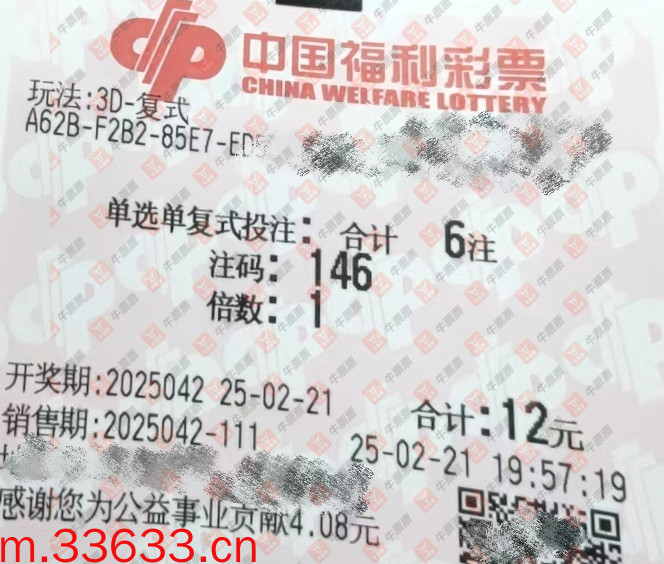 中国福利彩票
CHINA WELFARE LOTTERY
玩法:3D-复式
A62B-F2B2-85E7-ED
单选单复式投注: 合计 6注
注码: 146
倍数: 1
开奖期:2025042 25-02-21
合计:12元
销售期:2025042-111
25-02-21 19:57:19
感谢您为公益事业贡献4.08元
m.33633.cn